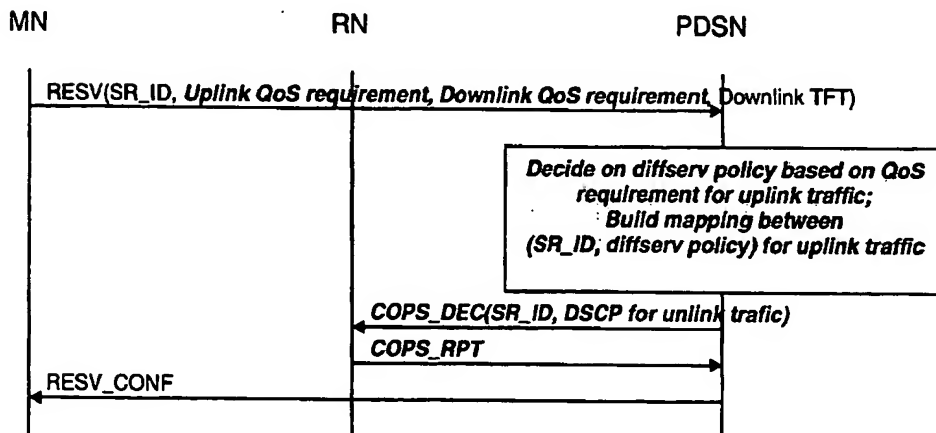 MN
RN
PDSN
RESV(SR_ID, Uplink QoS requirement, Downlink QoS requirement, Downlink TFT)
Decide on diffserv policy based on QoS
requirement for uplink traffic;
Build mapping between
(SR_ID, diffserv policy) for uplink traffic
COPS_DEC(SR_ID, DSCP for unlink trafic)
COPS_RPT
RESV_CONF